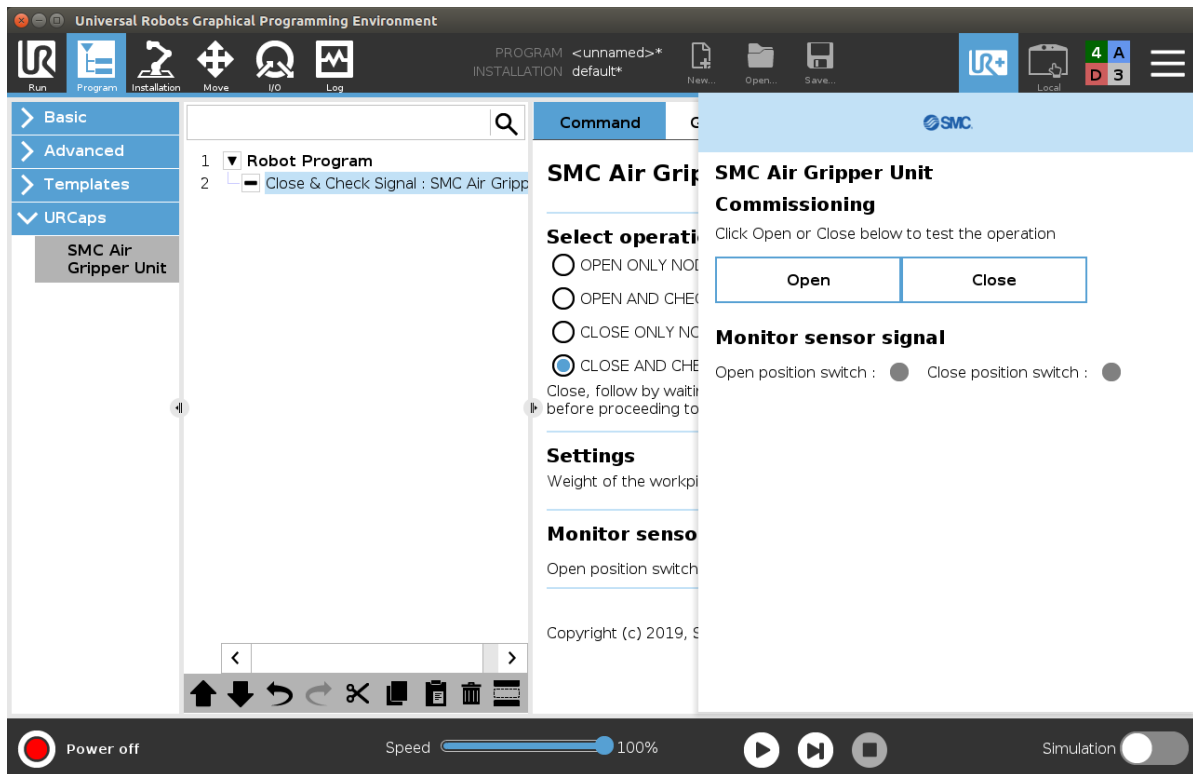 Universal Robots Graphical Programming Environment
UR
Run
Program
Installation
Move
I/O
Log
PROGRAM <unnamed>*
INSTALLATION default*
New...
Open...
Save...
UR+
Local
4 A
D 3
Basic
Advanced
Templates
URCaps
SMC Air
Gripper Unit
1 Robot Program
2 Close & Check Signal : SMC Air Gripp
Command
G
SMC Air Grip
Select operati
OPEN ONLY NOD
OPEN AND CHEC
CLOSE ONLY NO
CLOSE AND CHE
Close, follow by waitin
before proceeding to
Settings
Weight of the workpi
Monitor senso
Open position switch
Copyright (c) 2019, S
SMC.
SMC Air Gripper Unit
Commissioning
Click Open or Close below to test the operation
Open
Close
Monitor sensor signal
Open position switch :
Close position switch :
Power off
Speed
100%
Simulation